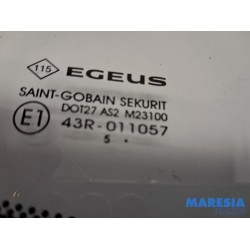 115 EGEUS
SAINT-GOBAIN SEKURIT
DOT27 AS2 M23100
E1 43R-011057
5 .
MARESIA